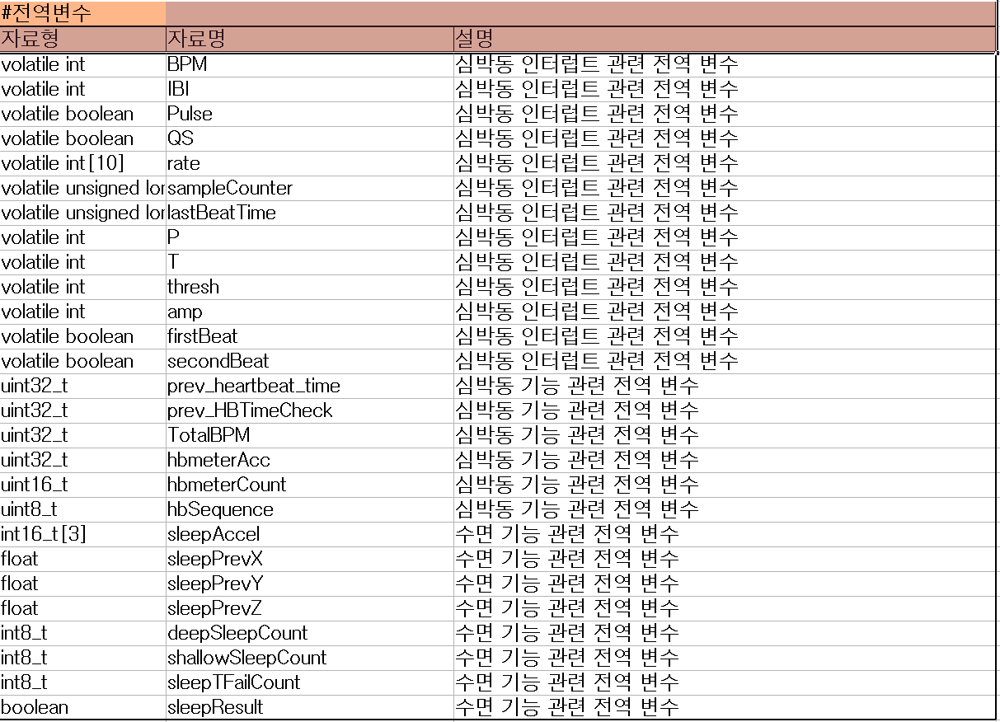 #전역변수
자료형 자료명 설명
volatile int BPM 심박동 인터럽트 관련 전역 변수
volatile int IBI 심박동 인터럽트 관련 전역 변수
volatile boolean Pulse 심박동 인터럽트 관련 전역 변수
volatile boolean QS 심박동 인터럽트 관련 전역 변수
volatile int[10] rate 심박동 인터럽트 관련 전역 변수
volatile unsigned lor sampleCounter 심박동 인터럽트 관련 전역 변수
volatile unsigned lor lastBeatTime 심박동 인터럽트 관련 전역 변수
volatile int P 심박동 인터럽트 관련 전역 변수
volatile int T 심박동 인터럽트 관련 전역 변수
volatile int thresh 심박동 인터럽트 관련 전역 변수
volatile int amp 심박동 인터럽트 관련 전역 변수
volatile boolean firstBeat 심박동 인터럽트 관련 전역 변수
volatile boolean secondBeat 심박동 인터럽트 관련 전역 변수
uint32_t prev_heartbeat_time 심박동 기능 관련 전역 변수
uint32_t prev_HBTimeCheck 심박동 기능 관련 전역 변수
uint32_t TotalBPM 심박동 기능 관련 전역 변수
uint32_t hbmeterAcc 심박동 기능 관련 전역 변수
uint16_t hbmeterCount 심박동 기능 관련 전역 변수
uint8_t hbSequence 심박동 기능 관련 전역 변수
int16_t[3] sleepAccel 수면 기능 관련 전역 변수
float sleepPrevX 수면 기능 관련 전역 변수
float sleepPrevY 수면 기능 관련 전역 변수
float sleepPrevZ 수면 기능 관련 전역 변수
int8_t deepSleepCount 수면 기능 관련 전역 변수
int8_t shallowSleepCount 수면 기능 관련 전역 변수
int8_t sleepTFailCount 수면 기능 관련 전역 변수
boolean sleepResult 수면 기능 관련 전역 변수